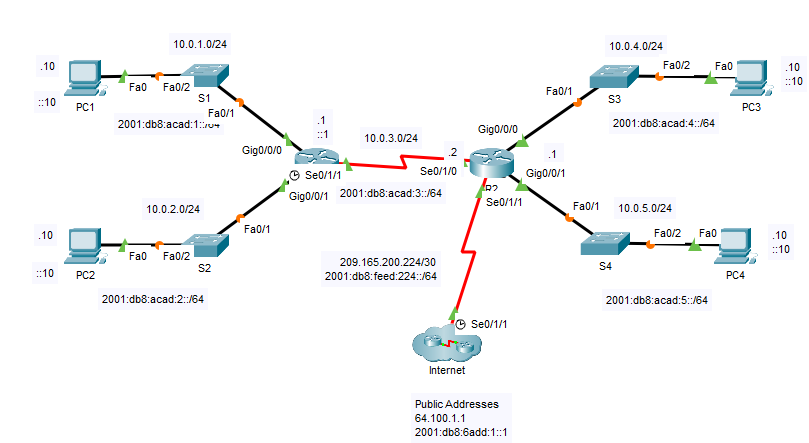 10.0.1.0/24
.10
Fa0
Fa0/2
S1
::10
PC1
Fa0/1
2001:db8:acad:1::/64
Gig0/0/0
.1
::1
10.0.3.0/24
Se0/1/1
2001:db8:acad:3::/64
Gig0/0/1
10.0.2.0/24
.10
Fa0/1
Fa0
Fa0/2
S2
::10
PC2
2001:db8:acad:2::/64
10.0.4.0/24
Fa0/2
Fa0
.10
::10
Fa0/1
S3
PC3
2001:db8:acad:4::/64
Gig0/0/0
.2
.1
Se0/1/0
Gig0/0/1
R2
Se0/1/1
Fa0/1
10.0.5.0/24
Fa0/2
Fa0
.10
::10
S4
PC4
2001:db8:acad:5::/64
209.165.200.224/30
2001:db8:feed:224::/64
Se0/1/1
Internet
Public Addresses
64.100.1.1
2001:db8:6add:1::1